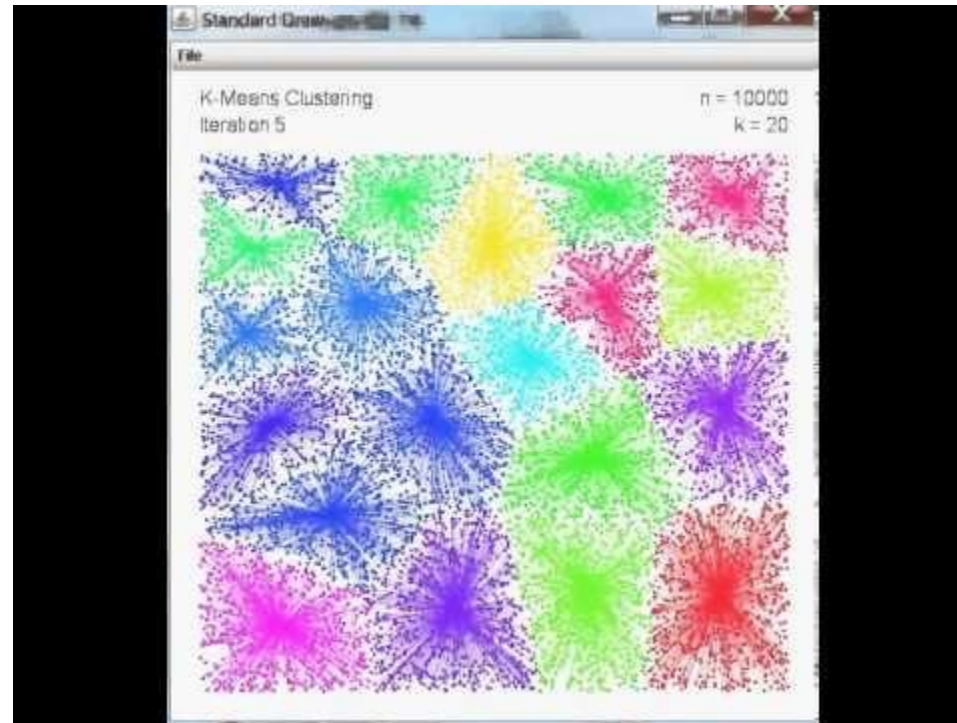 Standard Draw
File
K-Means Clustering
n = 10000
Iteration 5
k = 20